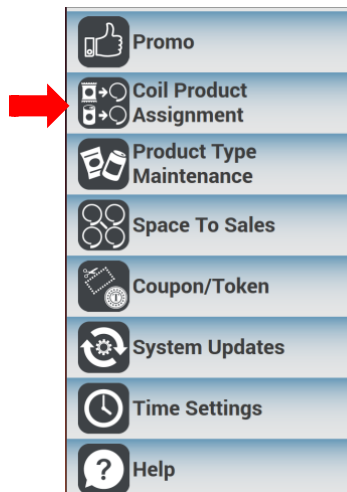 Promo
Coil Product
Assignment
Product Type
Maintenance
Space To Sales
Coupon/Token
System Updates
Time Settings
Help